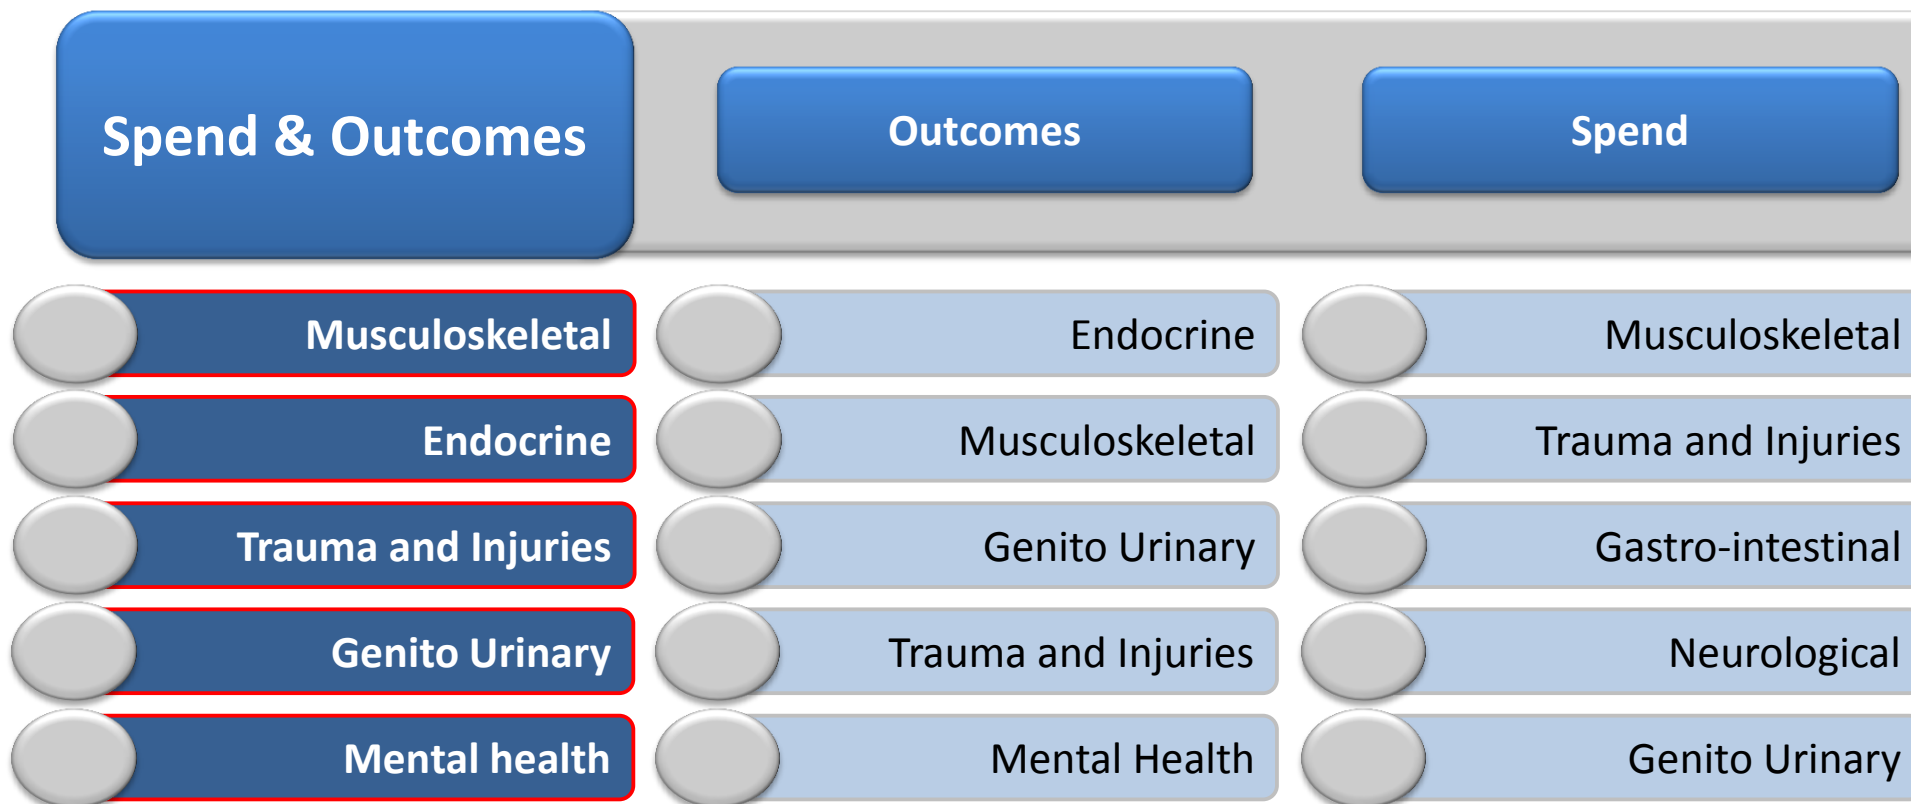 Spend & Outcomes
Outcomes
Spend
Musculoskeletal
Endocrine
Musculoskeletal
Endocrine
Musculoskeletal
Trauma and Injuries
Trauma and Injuries
Genito Urinary
Gastro-intestinal
Genito Urinary
Trauma and Injuries
Neurological
Mental health
Mental Health
Genito Urinary